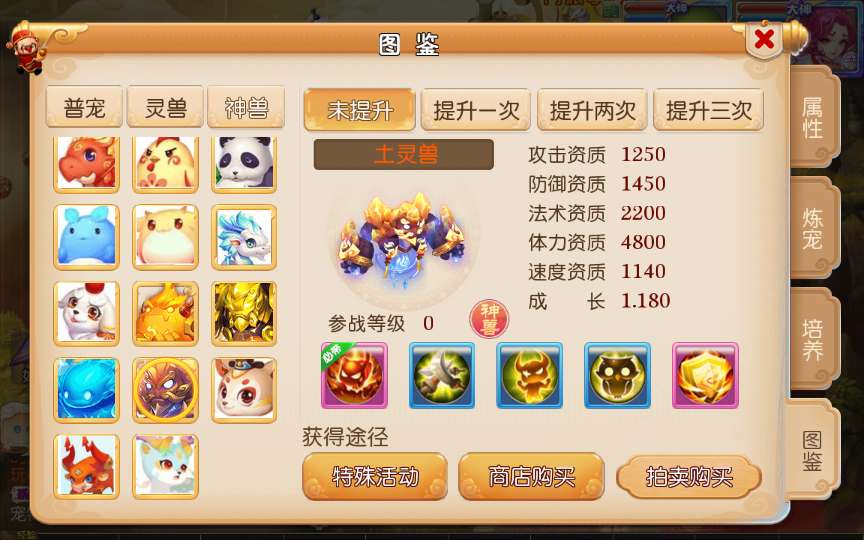 大神
大神
图 鉴
普宠
灵兽
神兽
未提升
提升一次
提升两次
提升三次
属性
炼宠
培养
图鉴
土灵兽
攻击资质 1250
防御资质 1450
法术资质 2200
体力资质 4800
速度资质 1140
成 长 1.180
参战等级 0
神兽
必带
获得途径
特殊活动
商店购买
拍卖购买